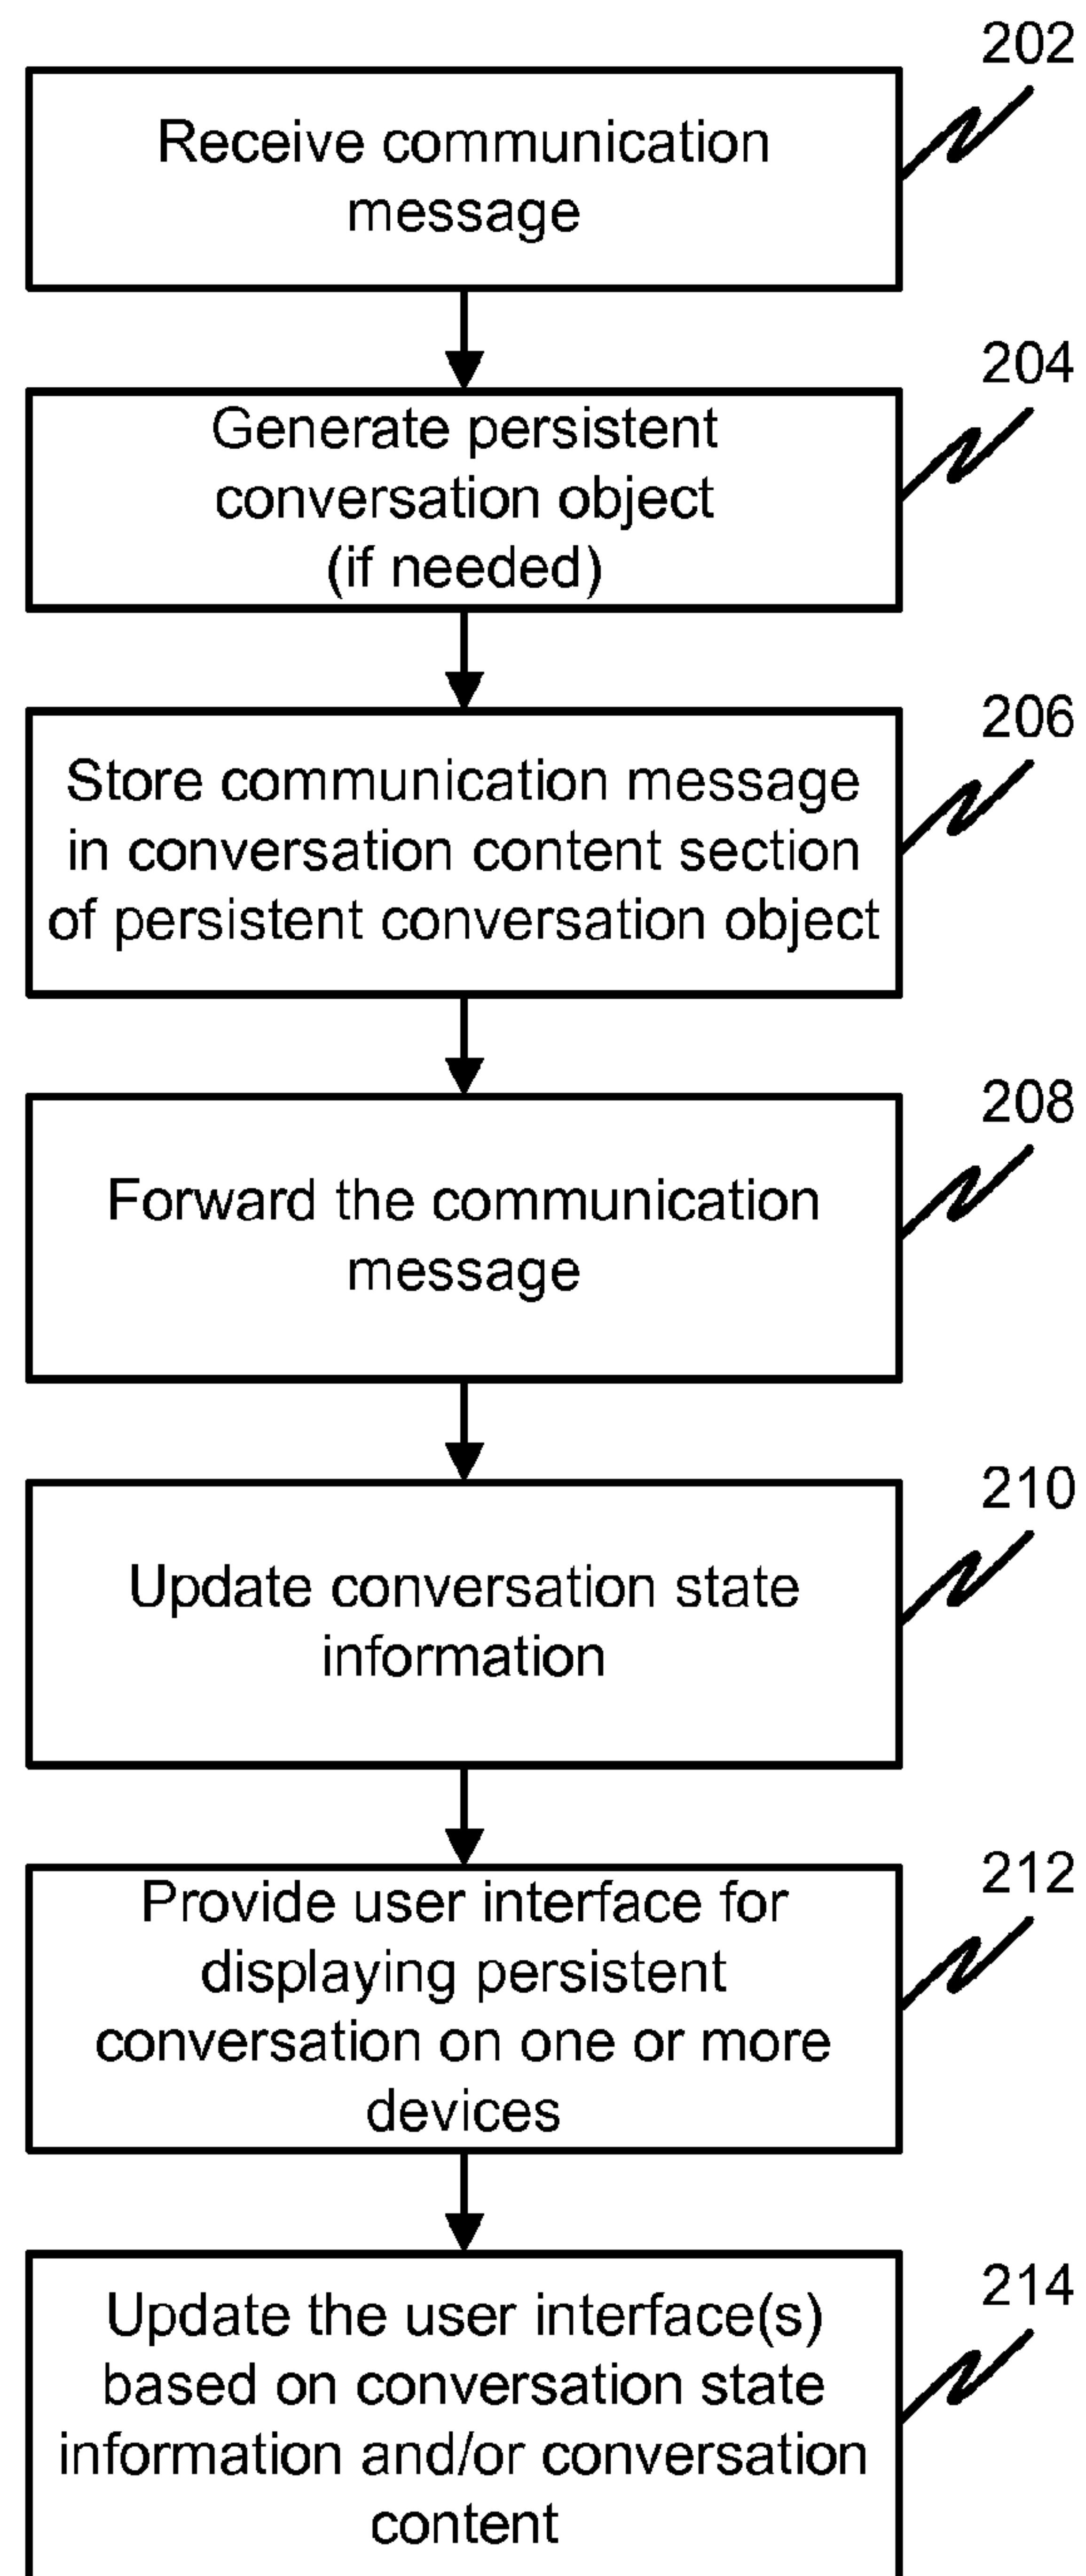 202
Receive communication
message
204
Generate persistent
conversation object
(if needed)
206
Store communication message
in conversation content section
of persistent conversation object
208
Forward the communication
message
210
Update conversation state
information
212
Provide user interface for
displaying persistent
conversation on one or more
devices
214
Update the user interface(s)
based on conversation state
information and/or conversation
content